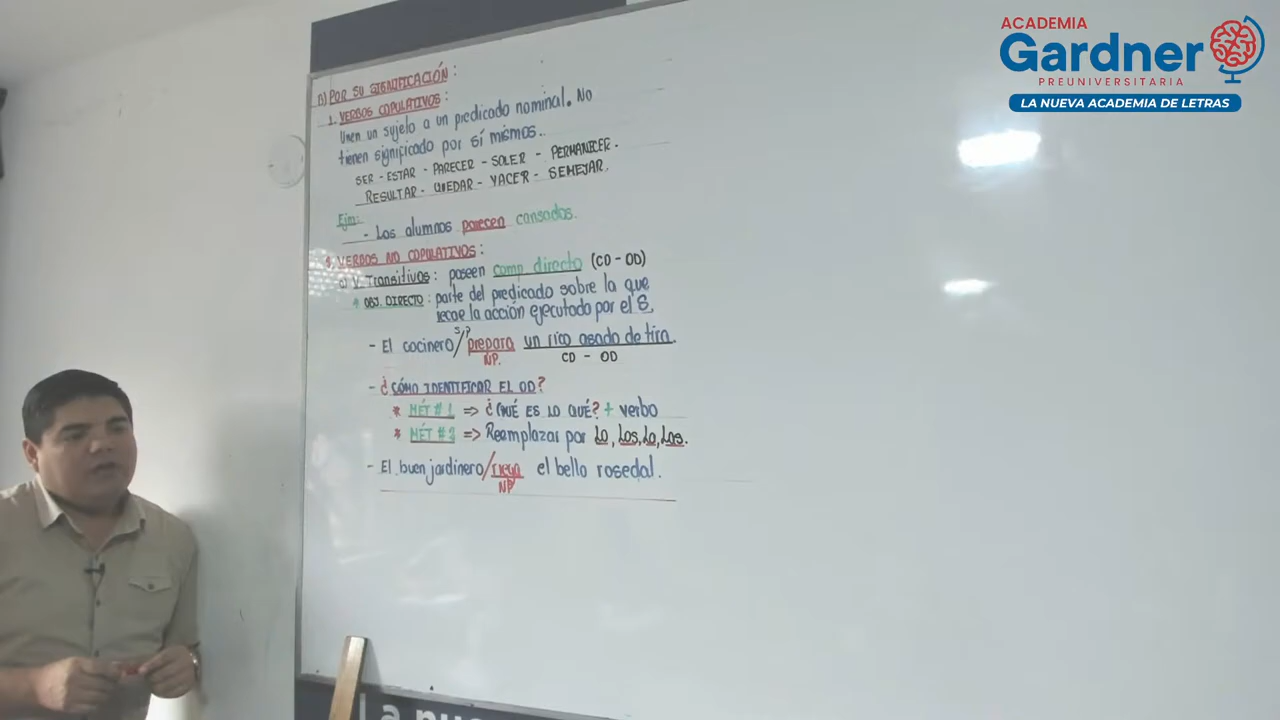 ACADEMIA
Gardner
PREUNIVERSITARIA
LA NUEVA ACADEMIA DE LETRAS
B) POR SU SIGNIFICACIÓN:
1. VERBOS COPULATIVOS:
Unen un sujeto a un predicado nominal. No
tienen significado por sí mismos..
SER - ESTAR - PARECER - SOLER - PERMANECER.
RESULTAR - QUEDAR - YACER - SEMEJAR.
Ejm:
- Los alumnos parecen cansados.
VERBOS NO COPULATIVOS:
a) V. Transitivos: poseen comp directo (CD - OD)
* OBJ. DIRECTO: parte del predicado sobre la que
recae la acción ejecutado por el S.
S, P
- El cocinero / prepara un rico asado de tira.
NP. CD - OD
- ¿CÓMO IDENTIFICAR EL OD?
* MÉT # 1 => ¿QUÉ ES LO QUÉ? + verbo
* MÉT # 2 => Reemplazar por Lo, Los, La, Las.
- El buen jardinero / riega el bello rosedal.
NP
La nue